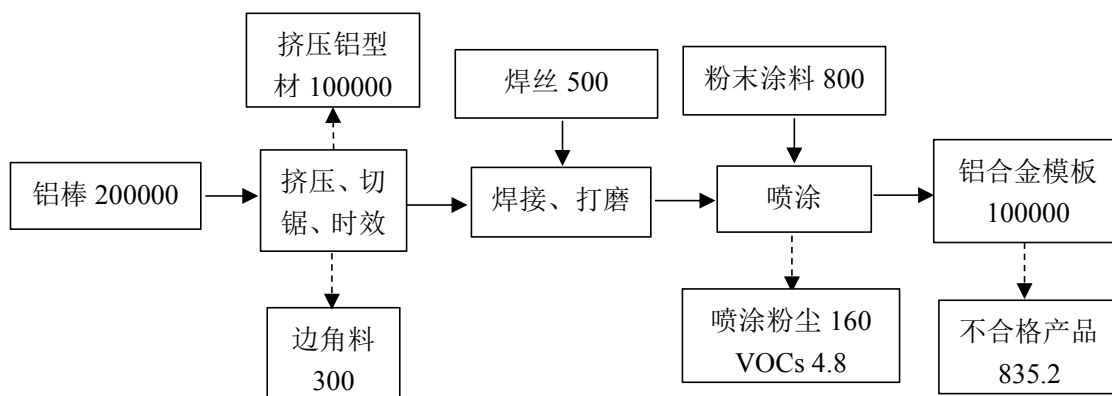 挤压铝型
材 100000
焊丝 500
粉末涂料 800
铝棒 200000
挤压、切
锯、时效
焊接、打磨
喷涂
铝合金模板
100000
边角料
300
喷涂粉尘 160
VOCs 4.8
不合格产品
835.2